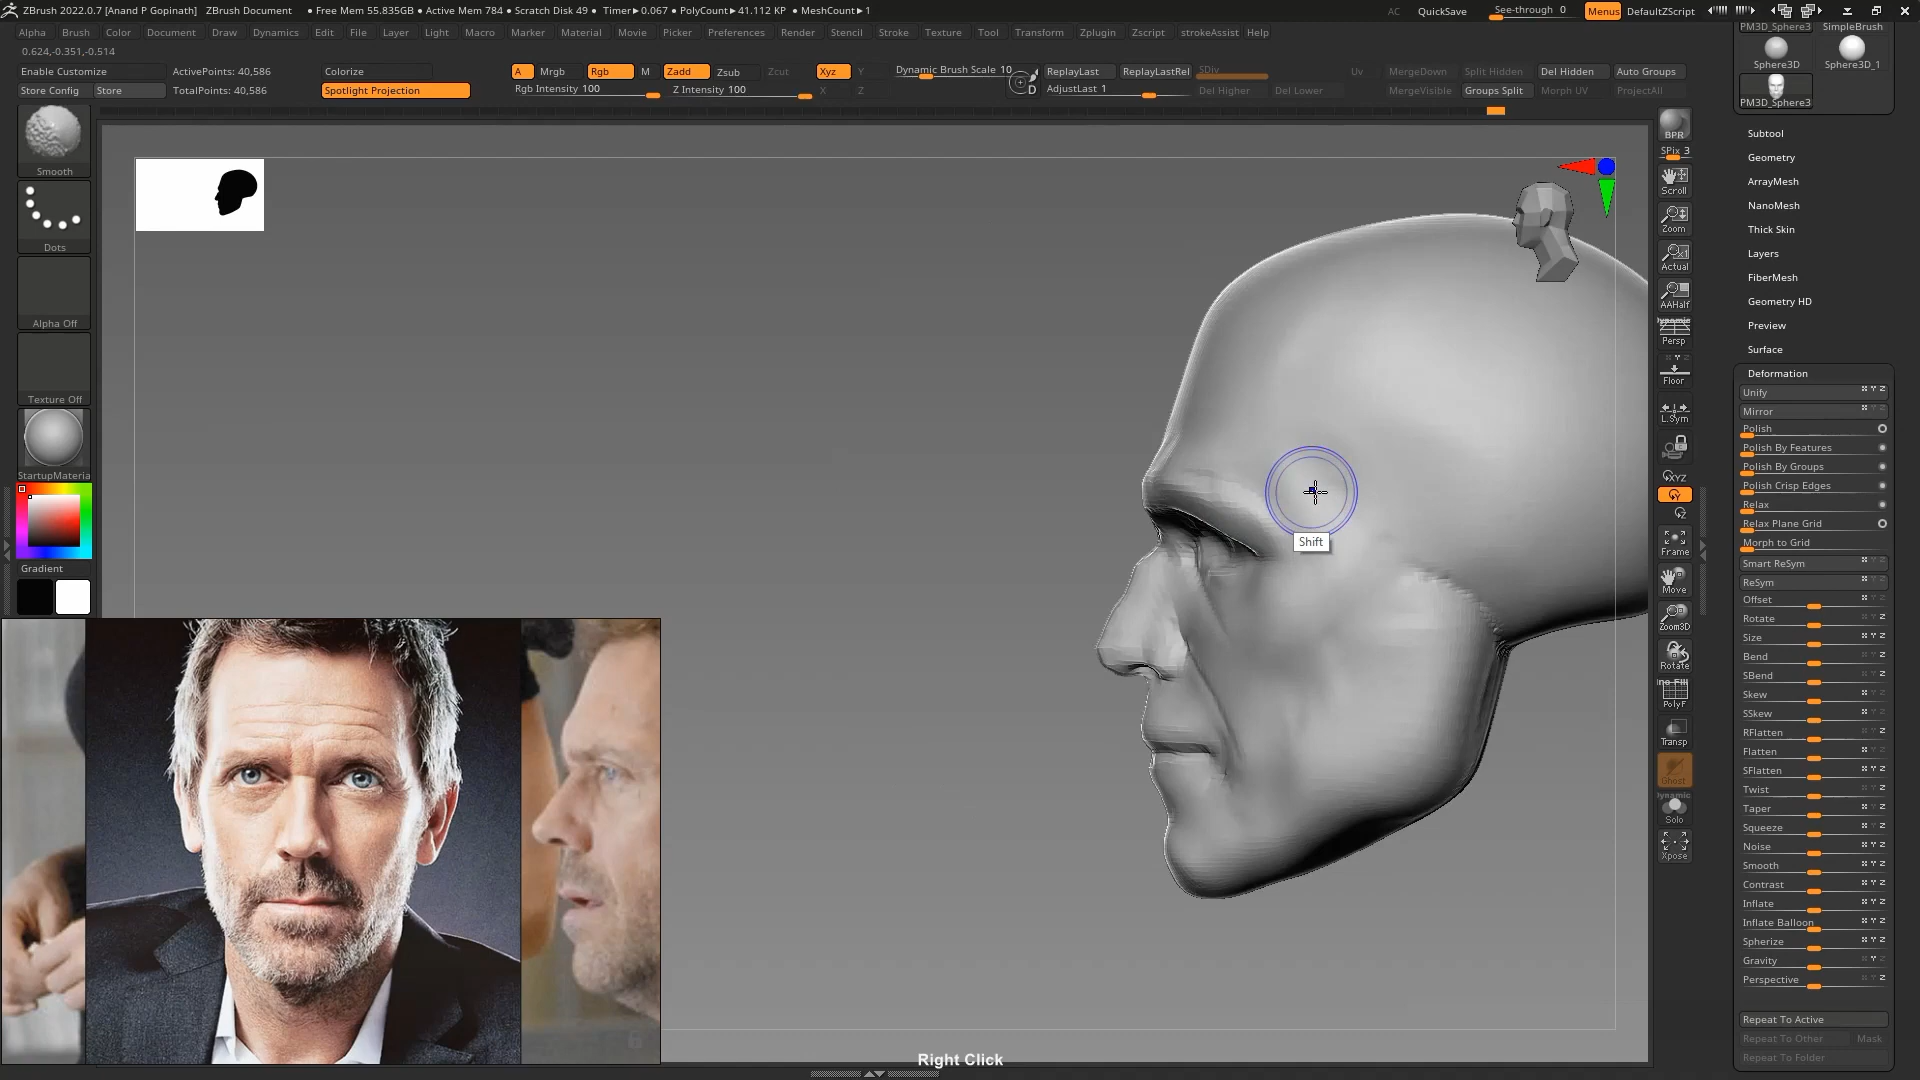 ZBrush 2022.0.7 [Anand P Gopinath] ZBrush Document • Free Mem 55.835GB • Active Mem 784 • Scratch Disk 49 • Timer►0.067 • PolyCount►41.112 KP • MeshCount►1 AC QuickSave See-through 0 Menus DefaultZScript
Alpha Brush Color Document Draw Dynamics Edit File Layer Light Macro Marker Material Movie Picker Preferences Render Stencil Stroke Texture Tool Transform Zplugin Zscript strokeAssist Help
0.624,-0.351,-0.514
Enable Customize ActivePoints: 40,586 Colorize A Mrgb Rgb M Zadd Zsub Zcut Xyz Y Dynamic Brush Scale 10 ReplayLast ReplayLastRel SDiv Uv MergeDown Split Hidden Del Hidden Auto Groups
Store Config Store TotalPoints: 40,586 Spotlight Projection Rgb Intensity 100 Z Intensity 100 X Z D AdjustLast 1 Del Higher Del Lower MergeVisible Groups Split Morph UV ProjectAll
PM3D_Sphere3 SimpleBrush
Sphere3D Sphere3D_1
PM3D_Sphere3
Smooth
Dots
Alpha Off
Texture Off
StartupMateria
Gradient
BPR
SPix 3
Scroll
Zoom
Actual
AAHalf
Dynamic
Persp
Floor
L.Sym
XYZ
Y
Z
Frame
Move
Zoom3D
Rotate
PolyF
Transp
Ghost
Dynamic
Solo
Xpose
Subtool
Geometry
ArrayMesh
NanoMesh
Thick Skin
Layers
FiberMesh
Geometry HD
Preview
Surface
Deformation
Unify
Mirror
Polish
Polish By Features
Polish By Groups
Polish Crisp Edges
Relax
Relax Plane Grid
Morph to Grid
Smart ReSym
ReSym
Offset
Rotate
Size
Bend
SBend
Skew
SSkew
RFlatten
Flatten
SFlatten
Twist
Taper
Squeeze
Noise
Smooth
Contrast
Inflate
Inflate Balloon
Spherize
Gravity
Perspective
Repeat To Active
Repeat To Other Mask
Repeat To Folder
Shift
Right Click